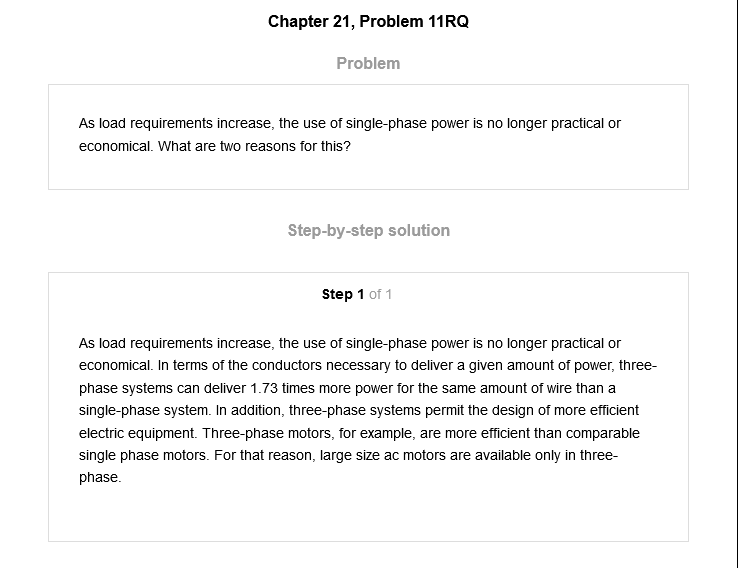 Chapter 21, Problem 11RQ
Problem
As load requirements increase, the use of single-phase power is no longer practical or
economical. What are two reasons for this?
Step-by-step solution
Step 1 of 1
As load requirements increase, the use of single-phase power is no longer practical or
economical. In terms of the conductors necessary to deliver a given amount of power, three-
phase systems can deliver 1.73 times more power for the same amount of wire than a
single-phase system. In addition, three-phase systems permit the design of more efficient
electric equipment. Three-phase motors, for example, are more efficient than comparable
single phase motors. For that reason, large size ac motors are available only in three-
phase.